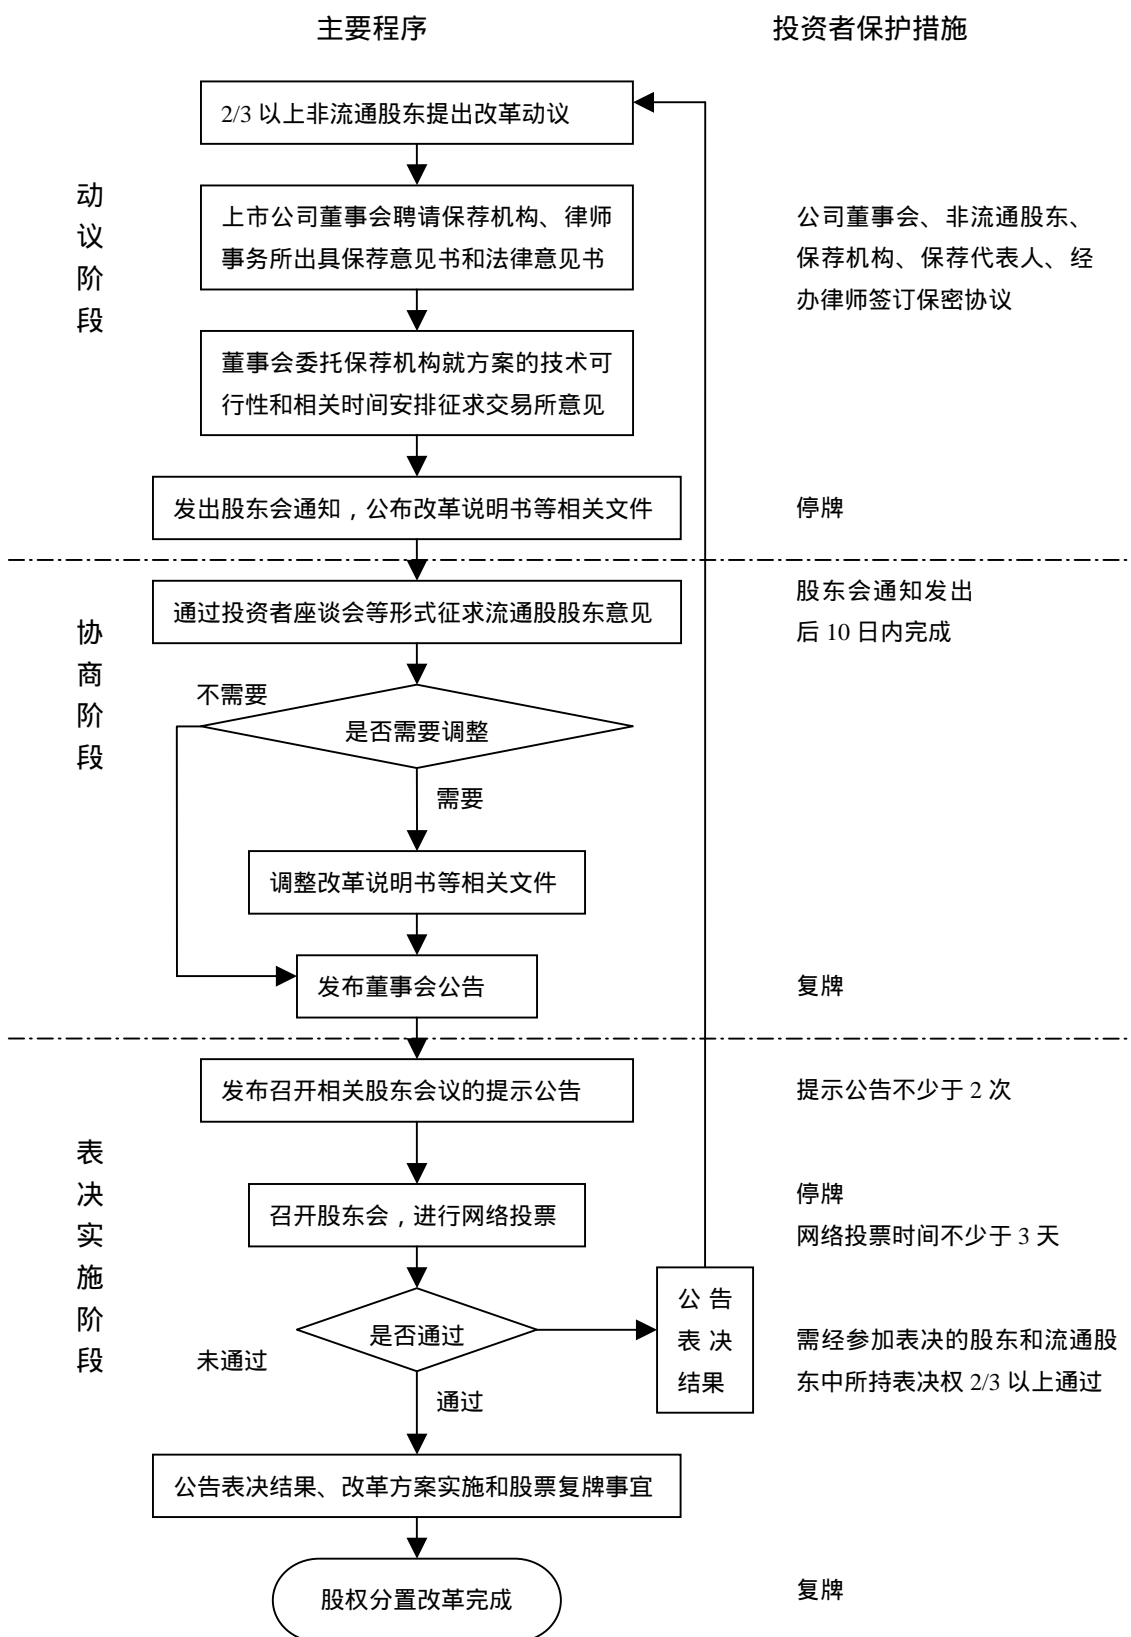 主要程序
投资者保护措施
2/3 以上非流通股东提出改革动议
动议阶段
上市公司董事会聘请保荐机构、律师
事务所出具保荐意见书和法律意见书
公司董事会、非流通股东、
保荐机构、保荐代表人、经
办律师签订保密协议
董事会委托保荐机构就方案的技术可
行性和相关时间安排征求交易所意见
发出股东会通知，公布改革说明书等相关文件
停牌
协商阶段
通过投资者座谈会等形式征求流通股股东意见
股东会通知发出
后 10 日内完成
不需要
是否需要调整
需要
调整改革说明书等相关文件
发布董事会公告
复牌
表决实施阶段
发布召开相关股东会议的提示公告
提示公告不少于 2 次
召开股东会，进行网络投票
停牌
网络投票时间不少于 3 天
是否通过
未通过
通过
公 告
表 决
结果
需经参加表决的股东和流通股
东中所持表决权 2/3 以上通过
公告表决结果、改革方案实施和股票复牌事宜
股权分置改革完成
复牌